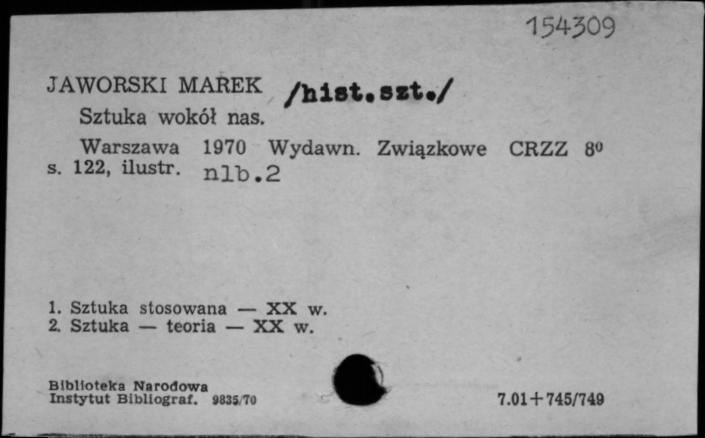 154309
JAWORSKI MAREK /hist.szt./
Sztuka wokół nas.
Warszawa 1970 Wydawn. Związkowe CRZZ 8⁰
s. 122, ilustr. nlb.2
1. Sztuka stosowana — XX w.
2. Sztuka — teoria — XX w.
Biblioteka Narodowa
Instytut Bibliograf. 9835/70
7.01+745/749